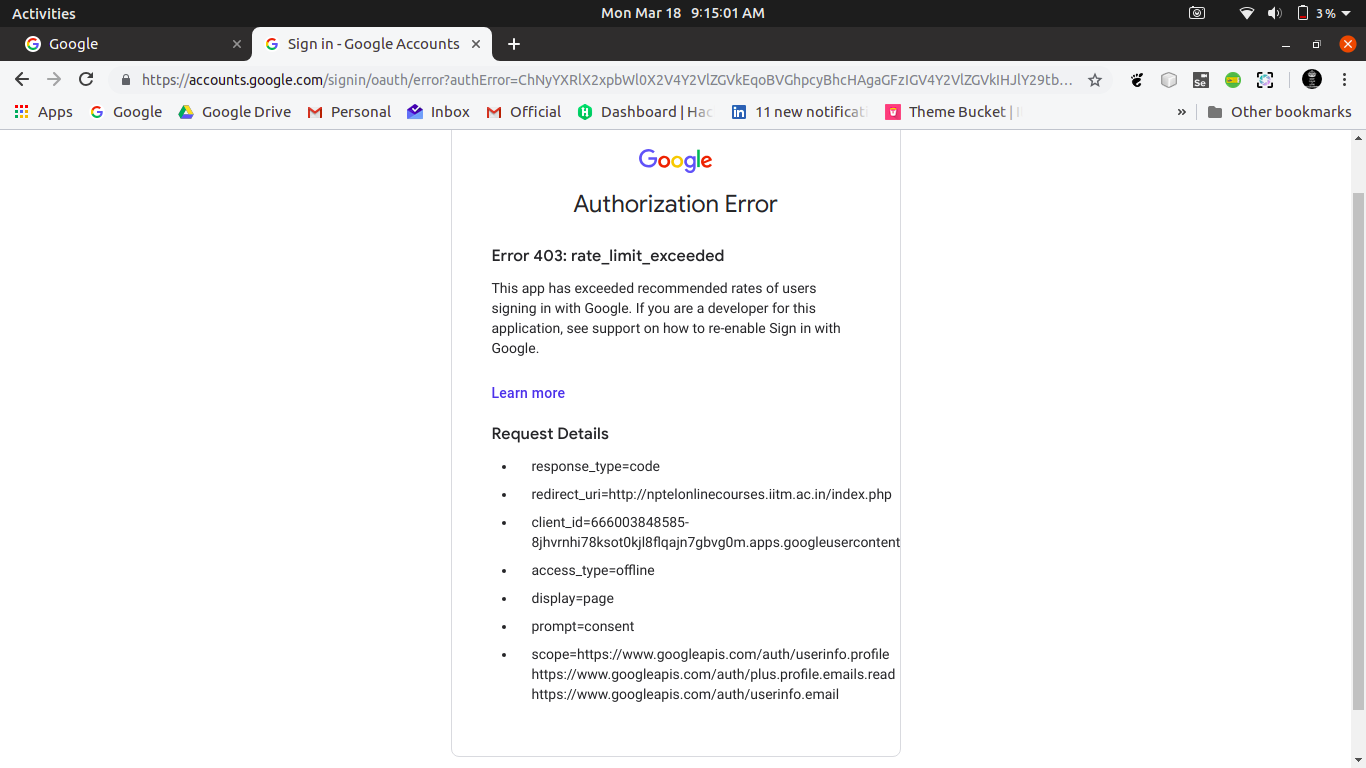 Activities
Mon Mar 18 9:15:01 AM
3%
Google
Sign in - Google Accounts
https://accounts.google.com/signin/oauth/error?authError=ChNyYXRlX2xpbWl0X2V4Y2VlZGVkEqoBVGhpcyBhcHAgaGFzIGV4Y2VlZGVkIHJlY29tb...
Apps
Google
Google Drive
Personal
Inbox
Official
Dashboard | Hac
11 new notificat
Theme Bucket |
»
Other bookmarks
Google
Authorization Error
Error 403: rate_limit_exceeded
This app has exceeded recommended rates of users
signing in with Google. If you are a developer for this
application, see support on how to re-enable Sign in with
Google.
Learn more
Request Details
• response_type=code
• redirect_uri=http://nptelonlinecourses.iitm.ac.in/index.php
• client_id=666003848585-
8jhvrnhi78ksot0kjl8flqajn7gbvg0m.apps.googleusercontent
• access_type=offline
• display=page
• prompt=consent
• scope=https://www.googleapis.com/auth/userinfo.profile
https://www.googleapis.com/auth/plus.profile.emails.read
https://www.googleapis.com/auth/userinfo.email